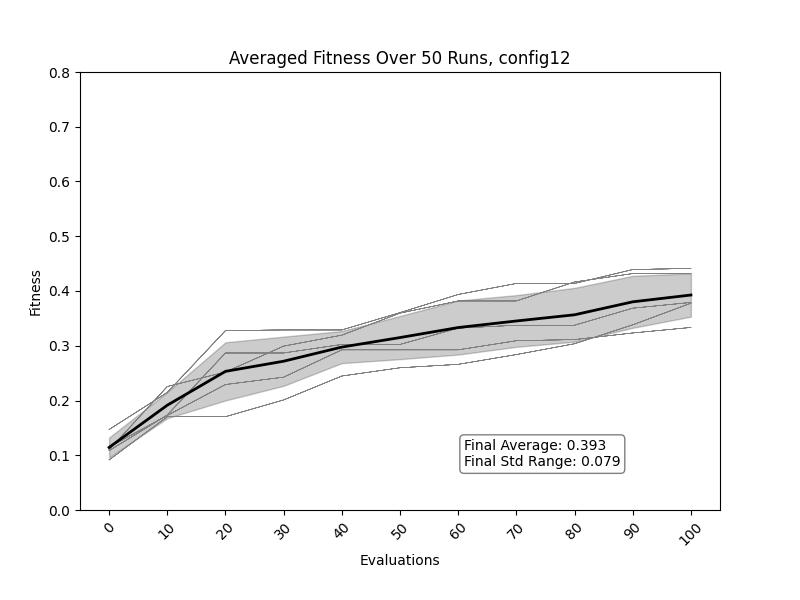 Averaged Fitness Over 50 Runs, config12
0.8
0.7
0.6
0.5
0.4
0.3
0.2
0.1
0.0
Fitness
Final Average: 0.393
Final Std Range: 0.079
0 10 20 30 40 50 60 70 80 90 100
Evaluations